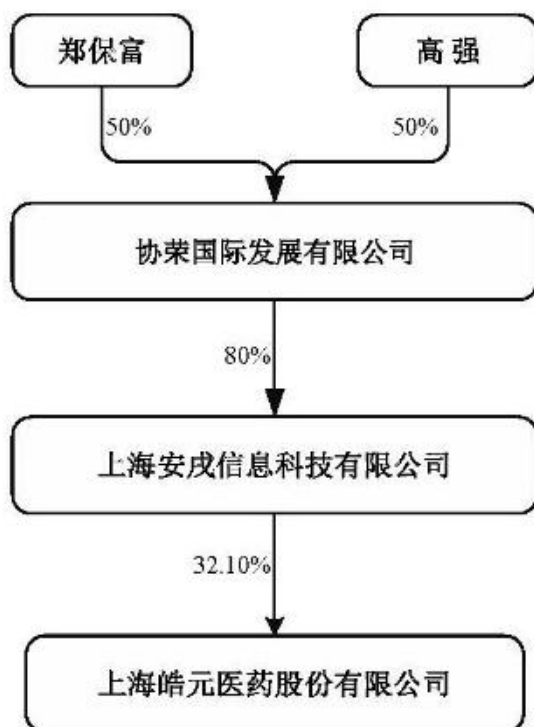 郑保富
高 强
50%
50%
协荣国际发展有限公司
80%
上海安戌信息科技有限公司
32.10%
上海皓元医药股份有限公司